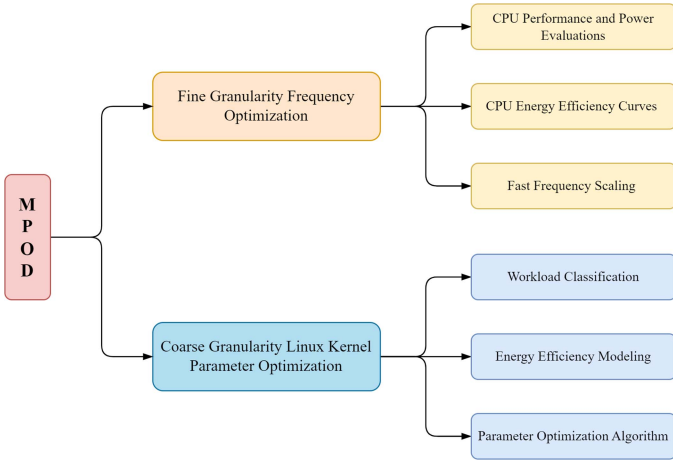 M
P
O
D
Fine Granularity Frequency
Optimization
Coarse Granularity Linux Kernel
Parameter Optimization
CPU Performance and Power
Evaluations
CPU Energy Efficiency Curves
Fast Frequency Scaling
Workload Classification
Energy Efficiency Modeling
Parameter Optimization Algorithm